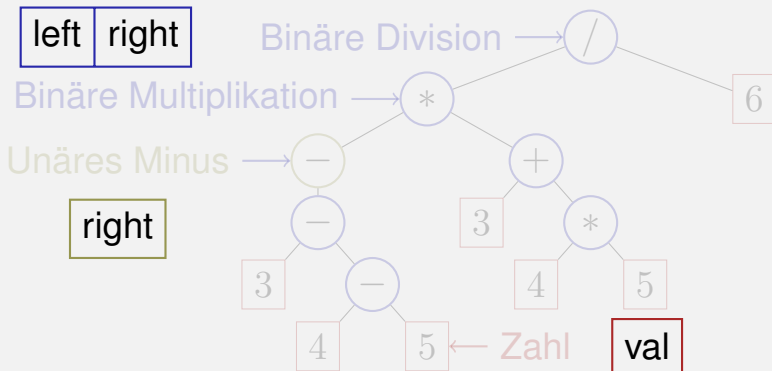 left right Binäre Division /
Binäre Multiplikation * 6
Unäres Minus − +
right − 3 *
3 − 4 5
4 5 Zahl val